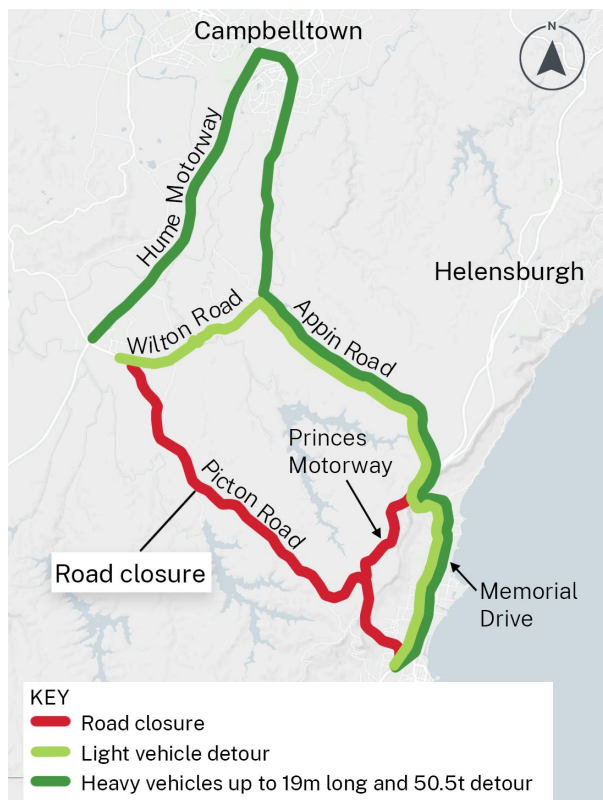 Campbelltown
N
Hume Motorway
Helensburgh
Wilton Road
Appin Road
Princes
Motorway
Picton Road
Road closure
Memorial
Drive
KEY
Road closure
Light vehicle detour
Heavy vehicles up to 19m long and 50.5t detour